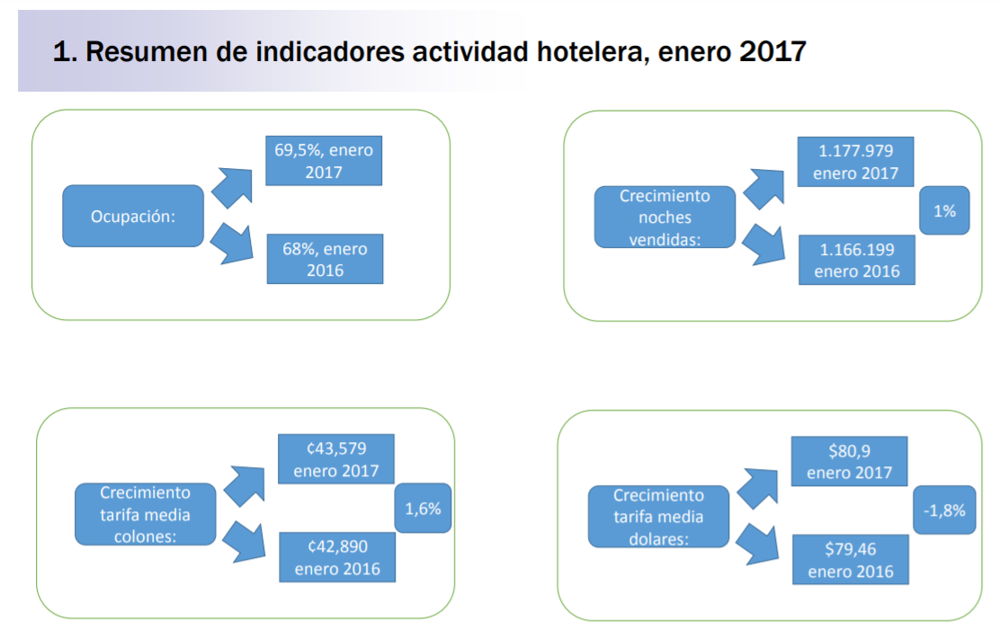 1. Resumen de indicadores actividad hotelera, enero 2017
Ocupación:
69,5%, enero
2017
68%, enero
2016
Crecimiento
noches
vendidas:
1.177.979
enero 2017
1.166.199
enero 2016
1%
Crecimiento
tarifa media
colones:
¢43,579
enero 2017
¢42,890
enero 2016
1,6%
Crecimiento
tarifa media
dolares:
$80,9
enero 2017
$79,46
enero 2016
-1,8%